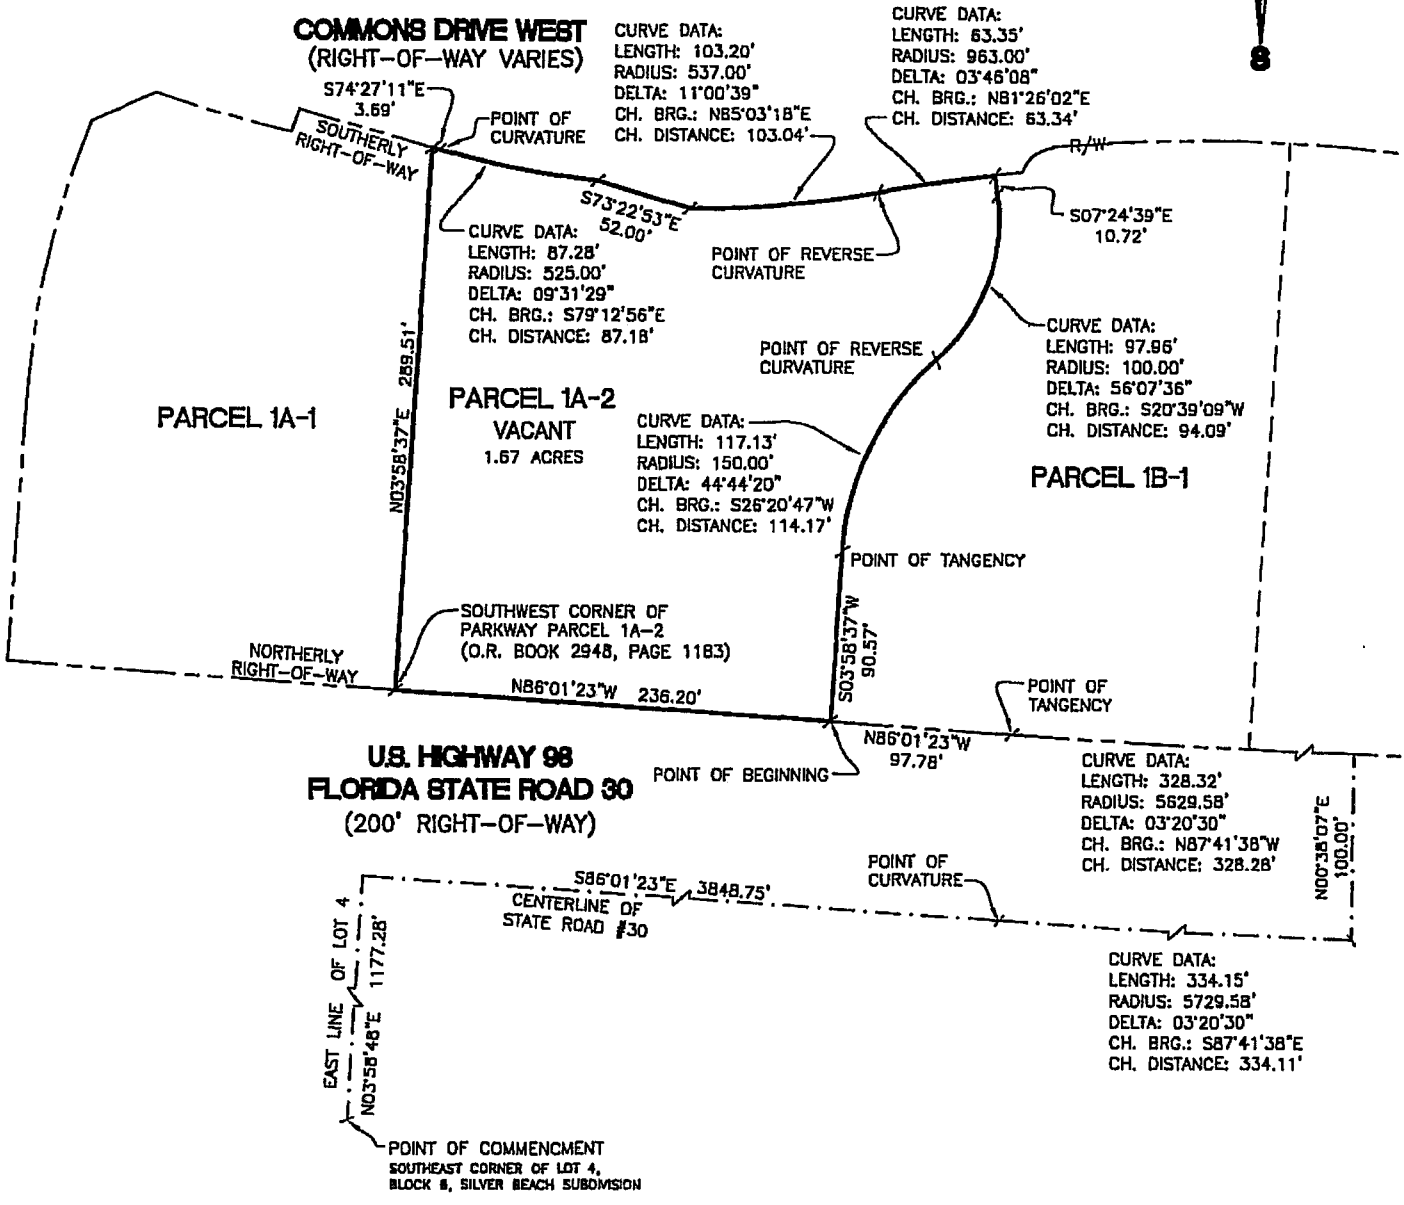 COMMONS DRIVE WEST
(RIGHT-OF-WAY VARIES)
S74°27'11"E
3.69'
POINT OF
CURVATURE
SOUTHERLY
RIGHT-OF-WAY
CURVE DATA:
LENGTH: 103.20'
RADIUS: 537.00'
DELTA: 11°00'39"
CH. BRG.: N85°03'18"E
CH. DISTANCE: 103.04'
CURVE DATA:
LENGTH: 63.35'
RADIUS: 963.00'
DELTA: 03°46'08"
CH. BRG.: N81°26'02"E
CH. DISTANCE: 63.34'
S
R/W
S73°22'53"E
52.00'
S07°24'39"E
10.72'
CURVE DATA:
LENGTH: 87.28'
RADIUS: 525.00'
DELTA: 09°31'29"
CH. BRG.: S79°12'56"E
CH. DISTANCE: 87.18'
POINT OF REVERSE
CURVATURE
POINT OF REVERSE
CURVATURE
CURVE DATA:
LENGTH: 97.96'
RADIUS: 100.00'
DELTA: 56°07'36"
CH. BRG.: S20°39'09"W
CH. DISTANCE: 94.09'
N03°58'37"E 289.51'
PARCEL 1A-1
PARCEL 1A-2
VACANT
1.67 ACRES
CURVE DATA:
LENGTH: 117.13'
RADIUS: 150.00'
DELTA: 44°44'20"
CH. BRG.: S26°20'47"W
CH. DISTANCE: 114.17'
PARCEL 1B-1
POINT OF TANGENCY
SOUTHWEST CORNER OF
PARKWAY PARCEL 1A-2
(O.R. BOOK 2948, PAGE 1183)
S03°58'37"W
90.57'
NORTHERLY
RIGHT-OF-WAY
N86°01'23"W 236.20'
POINT OF
TANGENCY
N86°01'23"W
97.78'
U.S. HIGHWAY 98
FLORIDA STATE ROAD 30
(200' RIGHT-OF-WAY)
POINT OF BEGINNING
CURVE DATA:
LENGTH: 328.32'
RADIUS: 5629.58'
DELTA: 03°20'30"
CH. BRG.: N87°41'38"W
CH. DISTANCE: 328.28'
N00°38'07"E
100.00'
POINT OF
CURVATURE
S86°01'23"E 3848.75'
CENTERLINE OF
STATE ROAD #30
EAST LINE OF LOT 4
N03°58'48"E 1177.28'
CURVE DATA:
LENGTH: 334.15'
RADIUS: 5729.58'
DELTA: 03°20'30"
CH. BRG.: S87°41'38"E
CH. DISTANCE: 334.11'
POINT OF COMMENCMENT
SOUTHEAST CORNER OF LOT 4,
BLOCK 6, SILVER BEACH SUBDIVISION